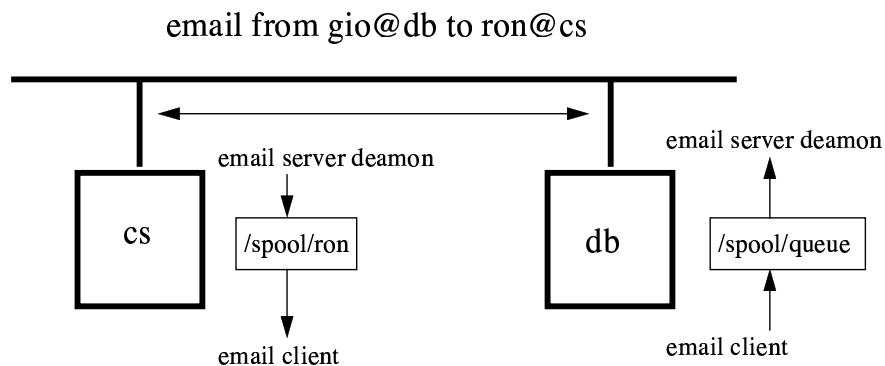 email from gio@db to ron@cs
email server deamon
/spool/ron
email client
cs
email server deamon
/spool/queue
email client
db